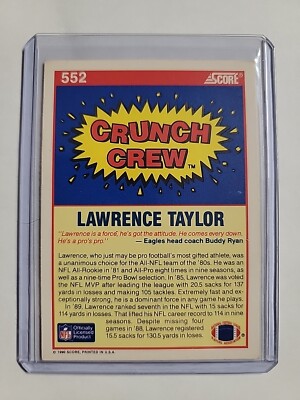 552
SCORE®
CRUNCH
CREW™
LAWRENCE TAYLOR
"Lawrence is a force, he's got the attitude. He comes every down.
He's a pro's pro." — Eagles head coach Buddy Ryan
Lawrence, who just may be pro football's most gifted athlete, was
a unanimous choice for the All-NFL team of the '80s. He was an
NFL All-Rookie in '81 and All-Pro eight times in nine seasons, as
well as a nine-time Pro Bowl selection. In '85, Lawrence was voted
the NFL MVP after leading the league with 20.5 sacks for 137
yards in losses and making 105 tackles. Extremely fast and ex-
ceptionally strong, he is a dominant force in any game he plays.
In '89, Lawrence ranked seventh in the NFL with 15 sacks for
114 yards in losses. That lifted his NFL career record to 114 in
nine seasons. Despite missing four
games in '88, Lawrence registered
15.5 sacks for 130.5 yards in losses.
NFL
Officially
Licensed
Product
© 1990 SCORE, PRINTED IN U.S.A.